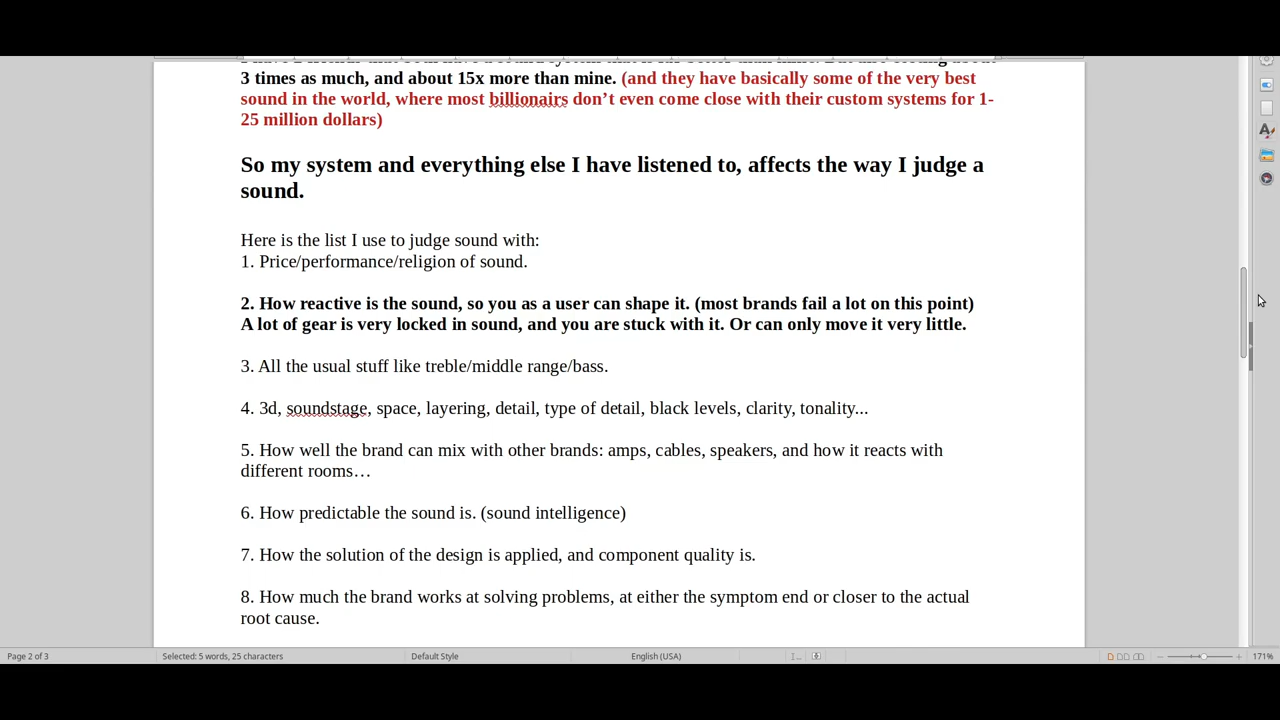 3 times as much, and about 15x more than mine. (and they have basically some of the very best
sound in the world, where most billionairs don’t even come close with their custom systems for 1-
25 million dollars)
So my system and everything else I have listened to, affects the way I judge a
sound.
Here is the list I use to judge sound with:
1. Price/performance/religion of sound.
2. How reactive is the sound, so you as a user can shape it. (most brands fail a lot on this point)
A lot of gear is very locked in sound, and you are stuck with it. Or can only move it very little.
3. All the usual stuff like treble/middle range/bass.
4. 3d, soundstage, space, layering, detail, type of detail, black levels, clarity, tonality...
5. How well the brand can mix with other brands: amps, cables, speakers, and how it reacts with
different rooms…
6. How predictable the sound is. (sound intelligence)
7. How the solution of the design is applied, and component quality is.
8. How much the brand works at solving problems, at either the symptom end or closer to the actual
root cause.
Page 2 of 3 Selected: 5 words, 25 characters Default Style English (USA) 171%